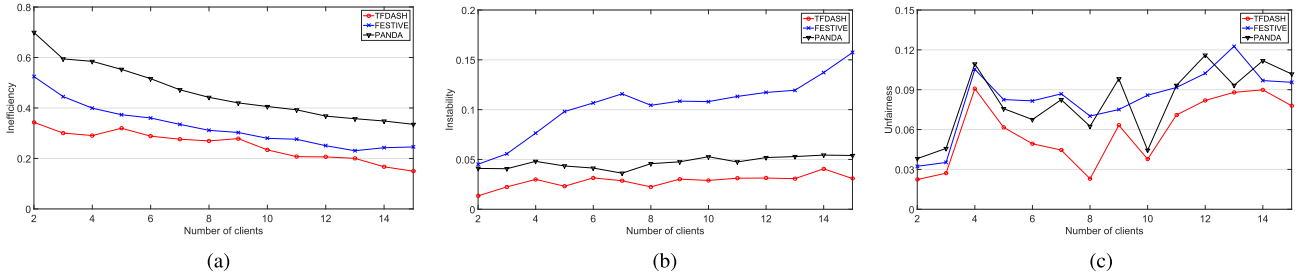 0.8
0.6
0.4
0.2
0
Inefficiency
2 4 6 8 10 12 14
Number of clients
TFDASH
FESTIVE
PANDA
(a)
0.2
0.15
0.1
0.05
0
Instability
2 4 6 8 10 12 14
Number of clients
TFDASH
FESTIVE
PANDA
(b)
0.15
0.12
0.09
0.06
0.03
0
Unfairness
2 4 6 8 10 12 14
Number of clients
TFDASH
FESTIVE
PANDA
(c)